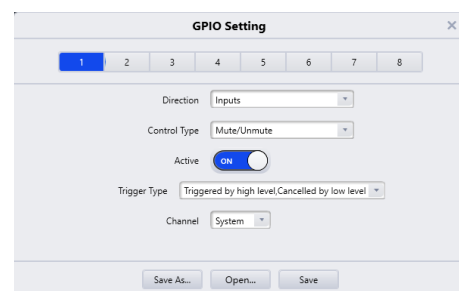 GPIO Setting
1 2 3 4 5 6 7 8
Direction Inputs
Control Type Mute/Unmute
Active ON
Trigger Type Triggered by high level,Cancelled by low level
Channel System
Save As... Open... Save